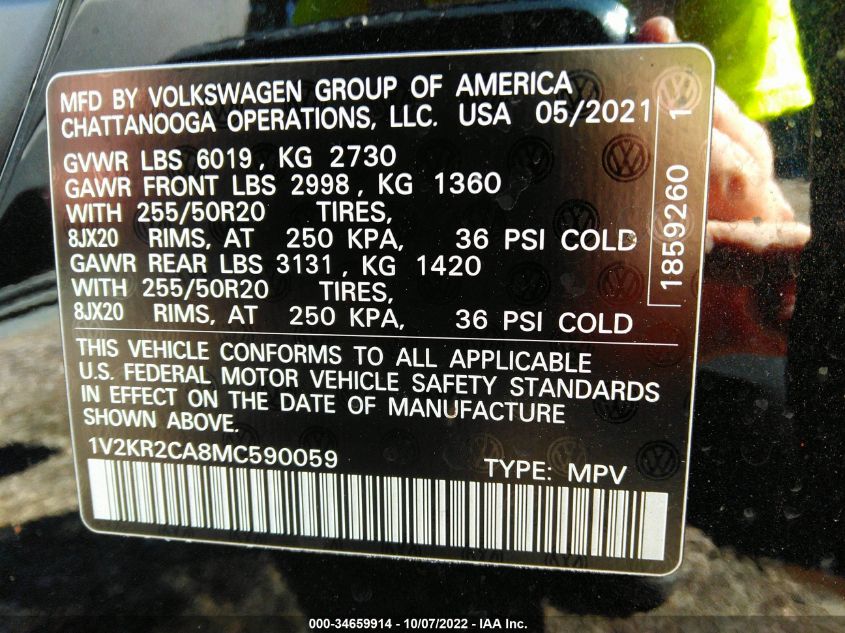 MFD BY VOLKSWAGEN GROUP OF AMERICA
CHATTANOOGA OPERATIONS, LLC. USA 05/2021
GVWR LBS 6019, KG 2730
GAWR FRONT LBS 2998, KG 1360
WITH 255/50R20 TIRES,
8JX20 RIMS, AT 250 KPA, 36 PSI COLD
GAWR REAR LBS 3131, KG 1420
WITH 255/50R20 TIRES,
8JX20 RIMS, AT 250 KPA, 36 PSI COLD
1859260 1
THIS VEHICLE CONFORMS TO ALL APPLICABLE
U.S. FEDERAL MOTOR VEHICLE SAFETY STANDARDS
IN EFFECT ON THE DATE OF MANUFACTURE
SHOWN ABOVE.
1V2KR2CA8MC590059 TYPE: MPV
000-34659914 - 10/07/2022 - IAA Inc.